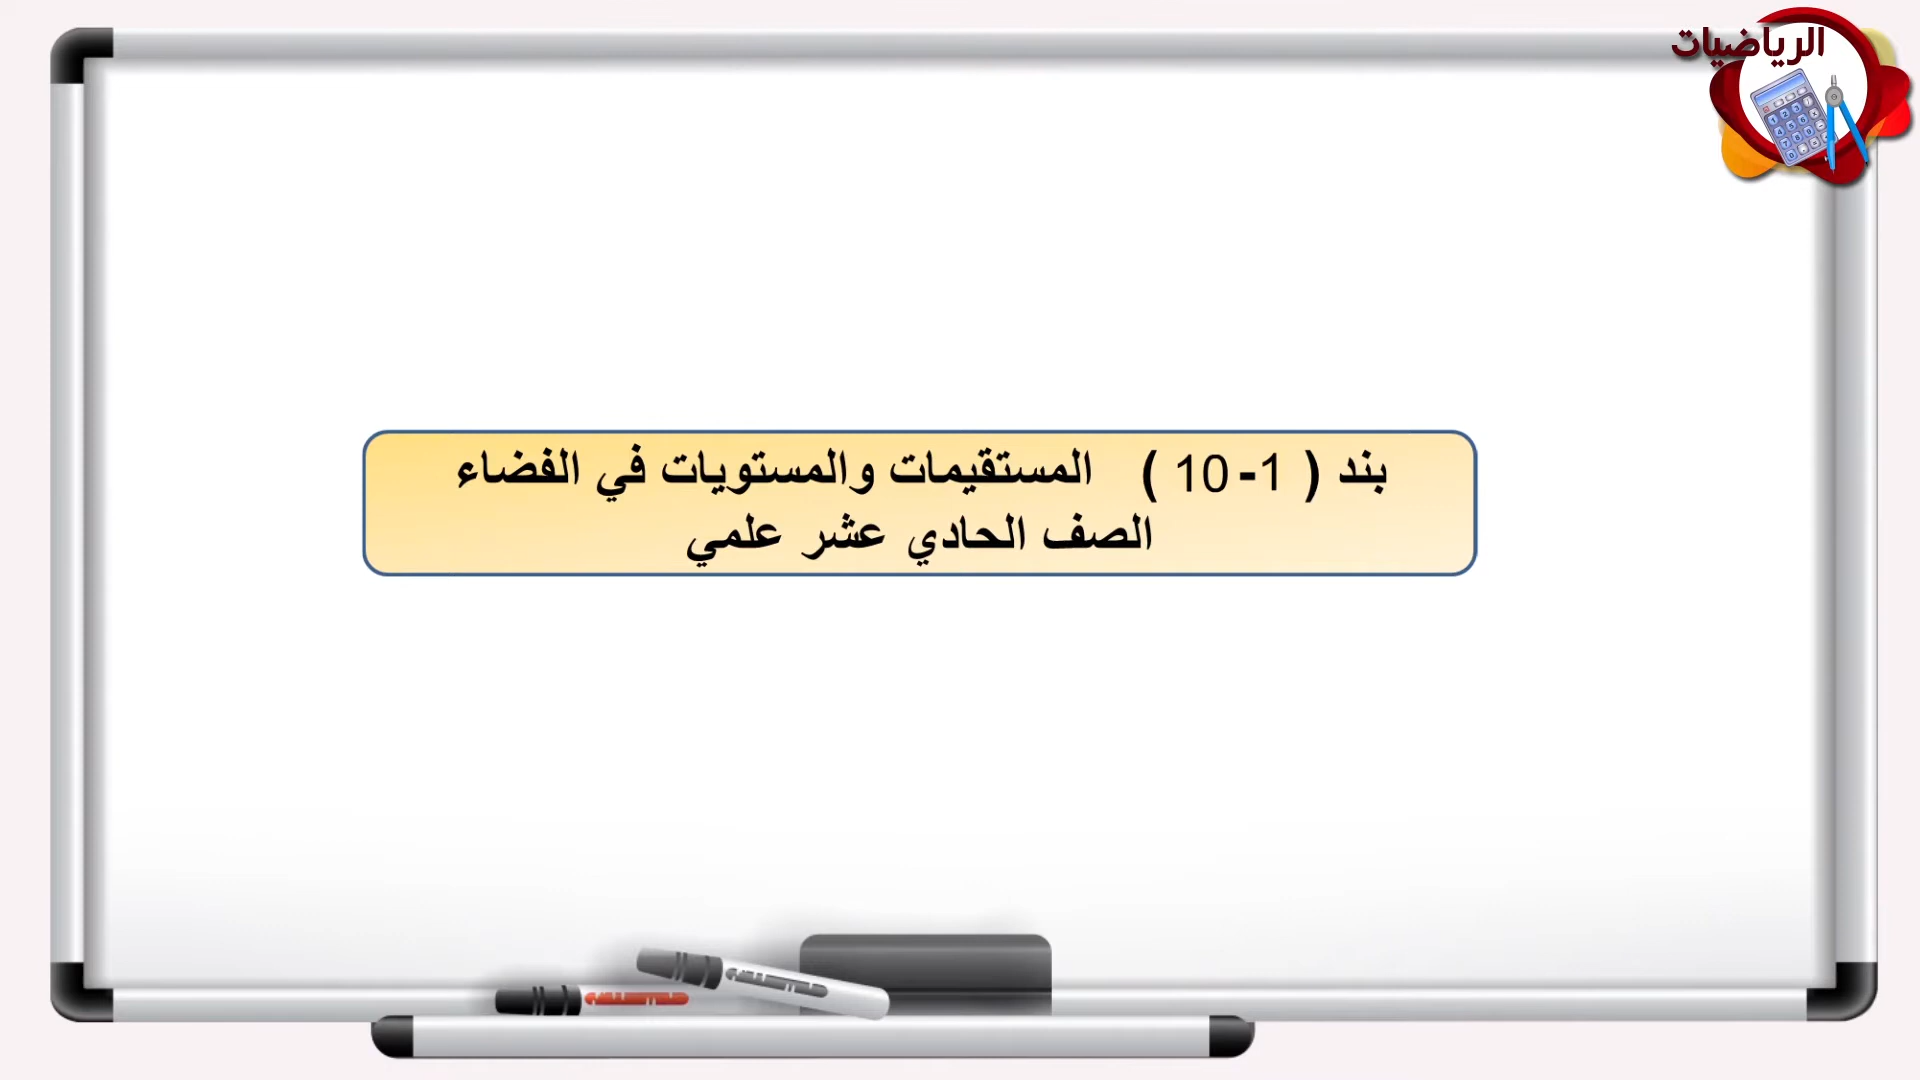 الرياضيات
بند ( 1- 10 ) المستقيمات والمستويات في الفضاء
الصف الحادي عشر علمي